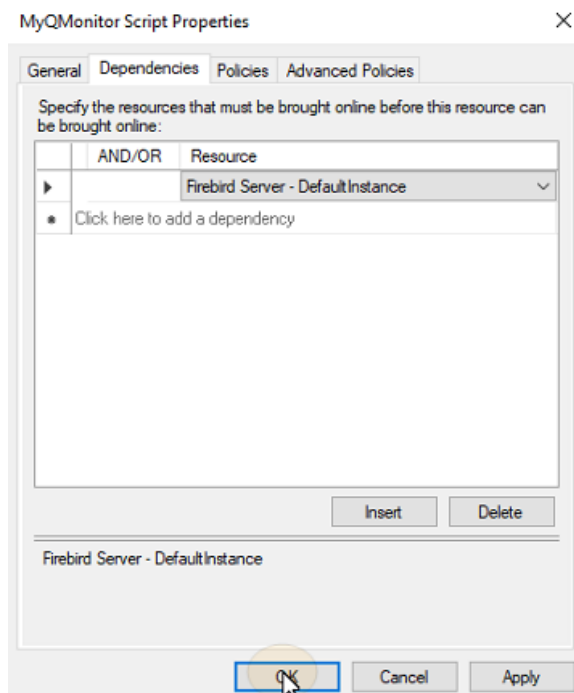 MyQMonitor Script Properties
General Dependencies Policies Advanced Policies
Specify the resources that must be brought online before this resource can
be brought online:
AND/OR Resource
Firebird Server - DefaultInstance
Click here to add a dependency
Insert Delete
Firebird Server - DefaultInstance
OK Cancel Apply